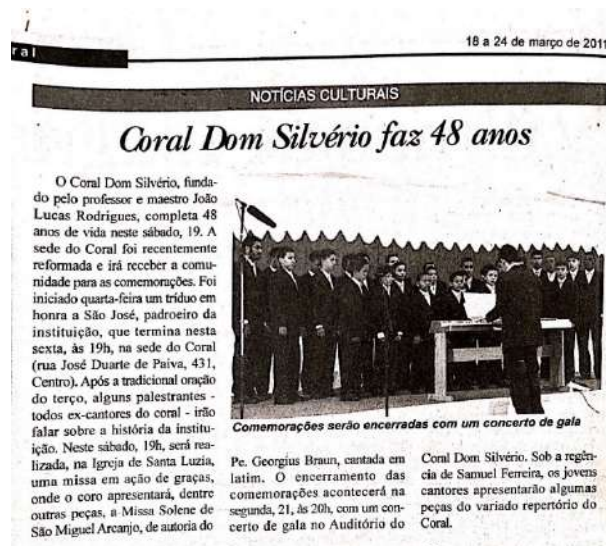 ral
18 a 24 de março de 2011
NOTÍCIAS CULTURAIS
Coral Dom Silvério faz 48 anos
O Coral Dom Silvério, funda-
do pelo professor e maestro João
Lucas Rodrigues, completa 48
anos de vida neste sábado, 19. A
sede do Coral foi recentemente
reformada e irá receber a comu-
nidade para as comemorações. Foi
iniciado quarta-feira um tríduo em
honra a São José, padroeiro da
instituição, que termina nesta
sexta, às 19h, na sede do Coral
(rua José Duarte de Paiva, 431,
Centro). Após a tradicional oração
do terço, alguns palestrantes -
todos ex-cantores do coral - irão
falar sobre a história da institu-
ição. Neste sábado, 19h, será rea-
lizada, na Igreja de Santa Luzia,
uma missa em ação de graças,
onde o coro apresentará, dentre
outras peças, a Missa Solene de
São Miguel Arcanjo, de autoria do
Comemorações serão encerradas com um concerto de gala
Pe. Georgius Braun, cantada em
latim. O encerramento das
comemorações acontecerá na
segunda, 21, às 20h, com um con-
certo de gala no Auditório do
Coral Dom Silvério. Sob a regên-
cia de Samuel Ferreira, os jovens
cantores apresentarão algumas
peças do variado repertório do
Coral.